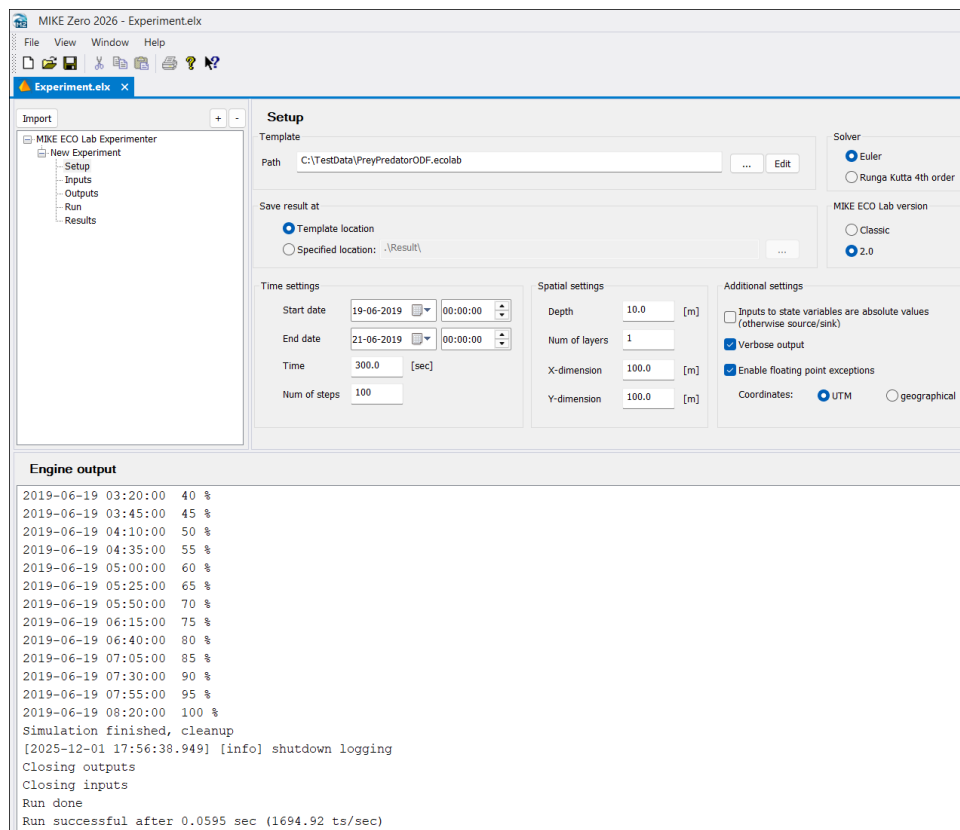 MIKE Zero 2026 - Experiment.elx
File View Window Help
Experiment.elx
Import + -
MIKE ECO Lab Experimenter
New Experiment
Setup
Inputs
Outputs
Run
Results
Setup
Template
Path C:\TestData\PreyPredatorODF.ecolab ... Edit
Solver
Euler
Runga Kutta 4th order
Save result at
Template location
Specified location: .\Result\ ...
MIKE ECO Lab version
Classic
2.0
Time settings
Start date 19-06-2019 00:00:00
End date 21-06-2019 00:00:00
Time 300.0 [sec]
Num of steps 100
Spatial settings
Depth 10.0 [m]
Num of layers 1
X-dimension 100.0 [m]
Y-dimension 100.0 [m]
Additional settings
Inputs to state variables are absolute values
(otherwise source/sink)
Verbose output
Enable floating point exceptions
Coordinates: UTM geographical
Engine output
2019-06-19 03:20:00 40 %
2019-06-19 03:45:00 45 %
2019-06-19 04:10:00 50 %
2019-06-19 04:35:00 55 %
2019-06-19 05:00:00 60 %
2019-06-19 05:25:00 65 %
2019-06-19 05:50:00 70 %
2019-06-19 06:15:00 75 %
2019-06-19 06:40:00 80 %
2019-06-19 07:05:00 85 %
2019-06-19 07:30:00 90 %
2019-06-19 07:55:00 95 %
2019-06-19 08:20:00 100 %
Simulation finished, cleanup
[2025-12-01 17:56:38.949] [info] shutdown logging
Closing outputs
Closing inputs
Run done
Run successful after 0.0595 sec (1694.92 ts/sec)